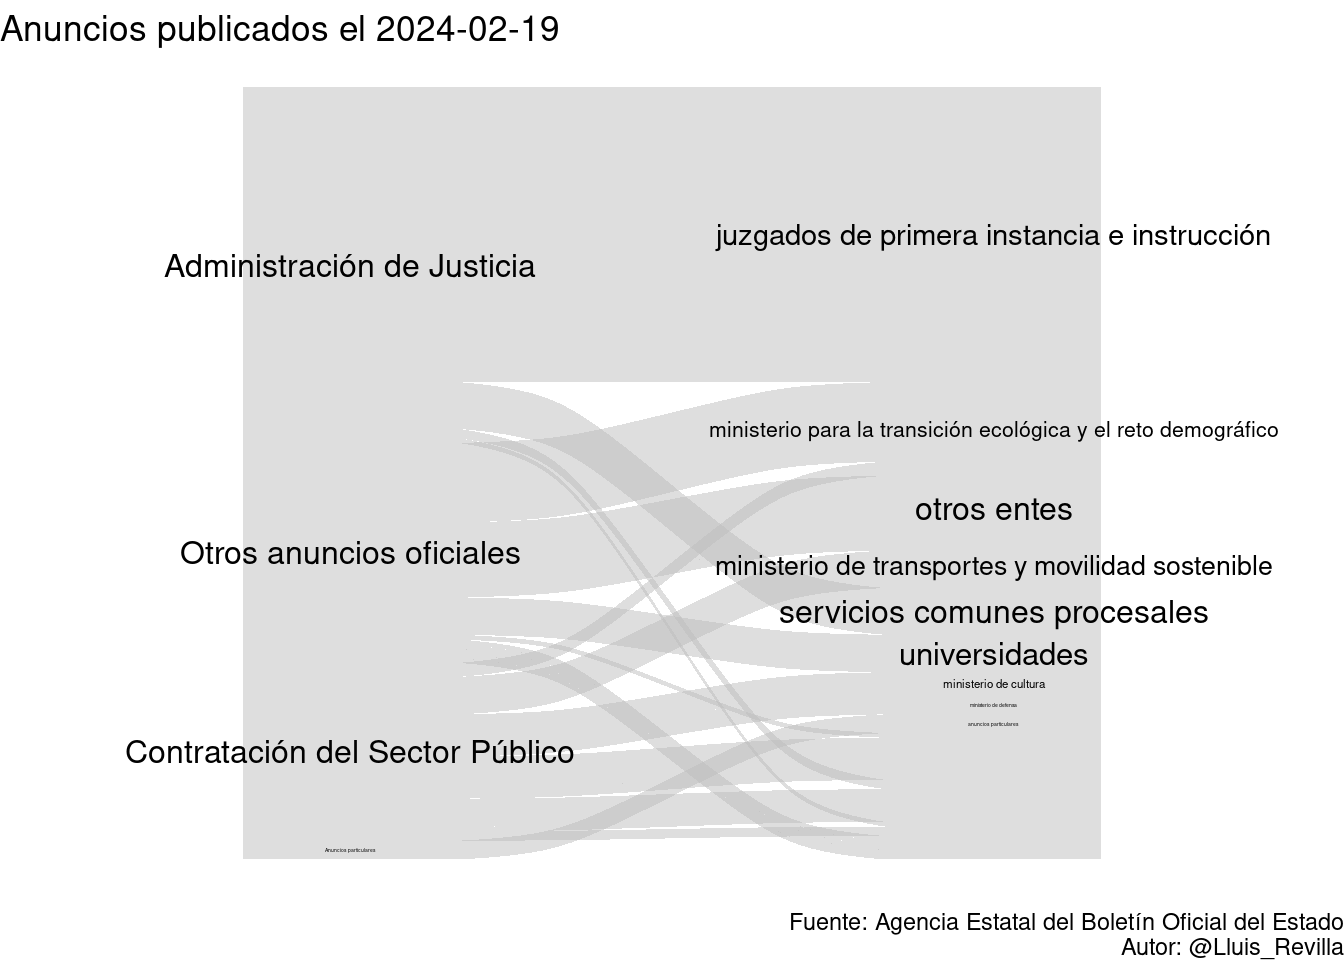 Anuncios publicados el 2024-02-19
Administración de Justicia
Otros anuncios oficiales
Contratación del Sector Público
Anuncios particulares
juzgados de primera instancia e instrucción
ministerio para la transición ecológica y el reto demográfico
otros entes
ministerio de transportes y movilidad sostenible
servicios comunes procesales
universidades
ministerio de cultura
ministerio de defensa
anuncios particulares
Fuente: Agencia Estatal del Boletín Oficial del Estado
Autor: @Lluis_Revilla